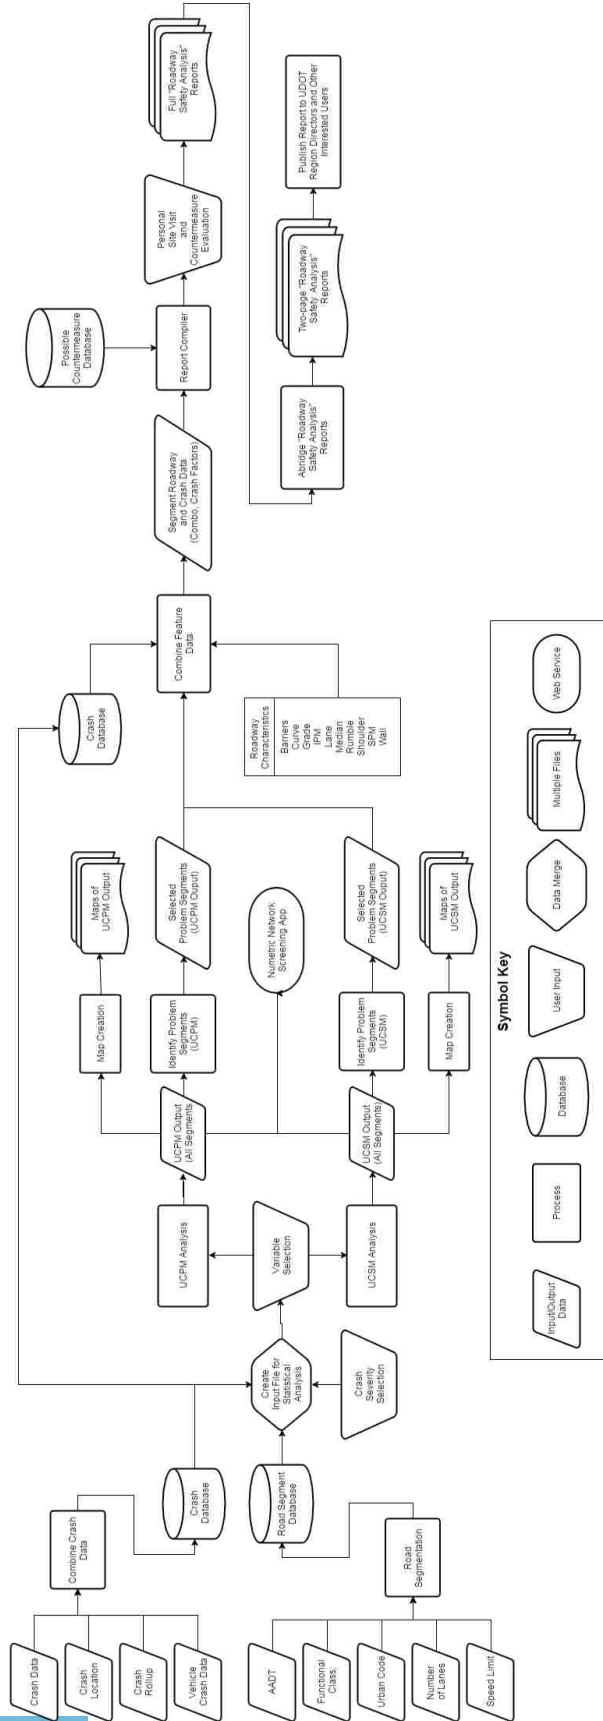 Crash Data
Crash
Location
Crash
Rollup
Vehicle
Crash Data
Combine Crash
Data
Crash
Database
AADT
Functional
Class.
Urban Code
Number
of Lanes
Speed Limit
Road
Segmentation
Road Segment
Database
Create
Input File for
Statistical
Analysis
Crash
Severity
Selection
Variable
Selection
UCPM Analysis
UCSM Analysis
UCPM Output
(All Segments)
UCSM Output
(All Segments)
Map Creation
Maps of
UCPM Output
Identify Problem
Segments
(UCPM)
Selected
Problem Segments
(UCPM Ouput)
Numetric Network
Screening App
Identify Problem
Segments
(UCSM)
Selected
Problem Segments
(UCSM Ouput)
Map Creation
Maps of
UCSM Output
Crash
Database
Roadway
Characteristics
Barriers
Curve
Grade
IPM
Lane
Median
Rumble
Shoulder
SPM
Wall
Combine Feature
Data
Segment Roadway
and Crash Data
(Combo, Crash Factors)
Possible
Countermeasure
Database
Report Compiler
Personal
Site Visit
and
Countermeasure
Evaluation
Full "Roadway
Safety Analysis"
Reports
Abridge "Roadway
Safety Analysis"
Reports
Two-page "Roadway
Safety Analysis"
Reports
Publish Report to UDOT
Region Directors and Other
Interested Users
Symbol Key
Input/Output
Data
Process
Database
User Input
Data Merge
Multiple Files
Web Service